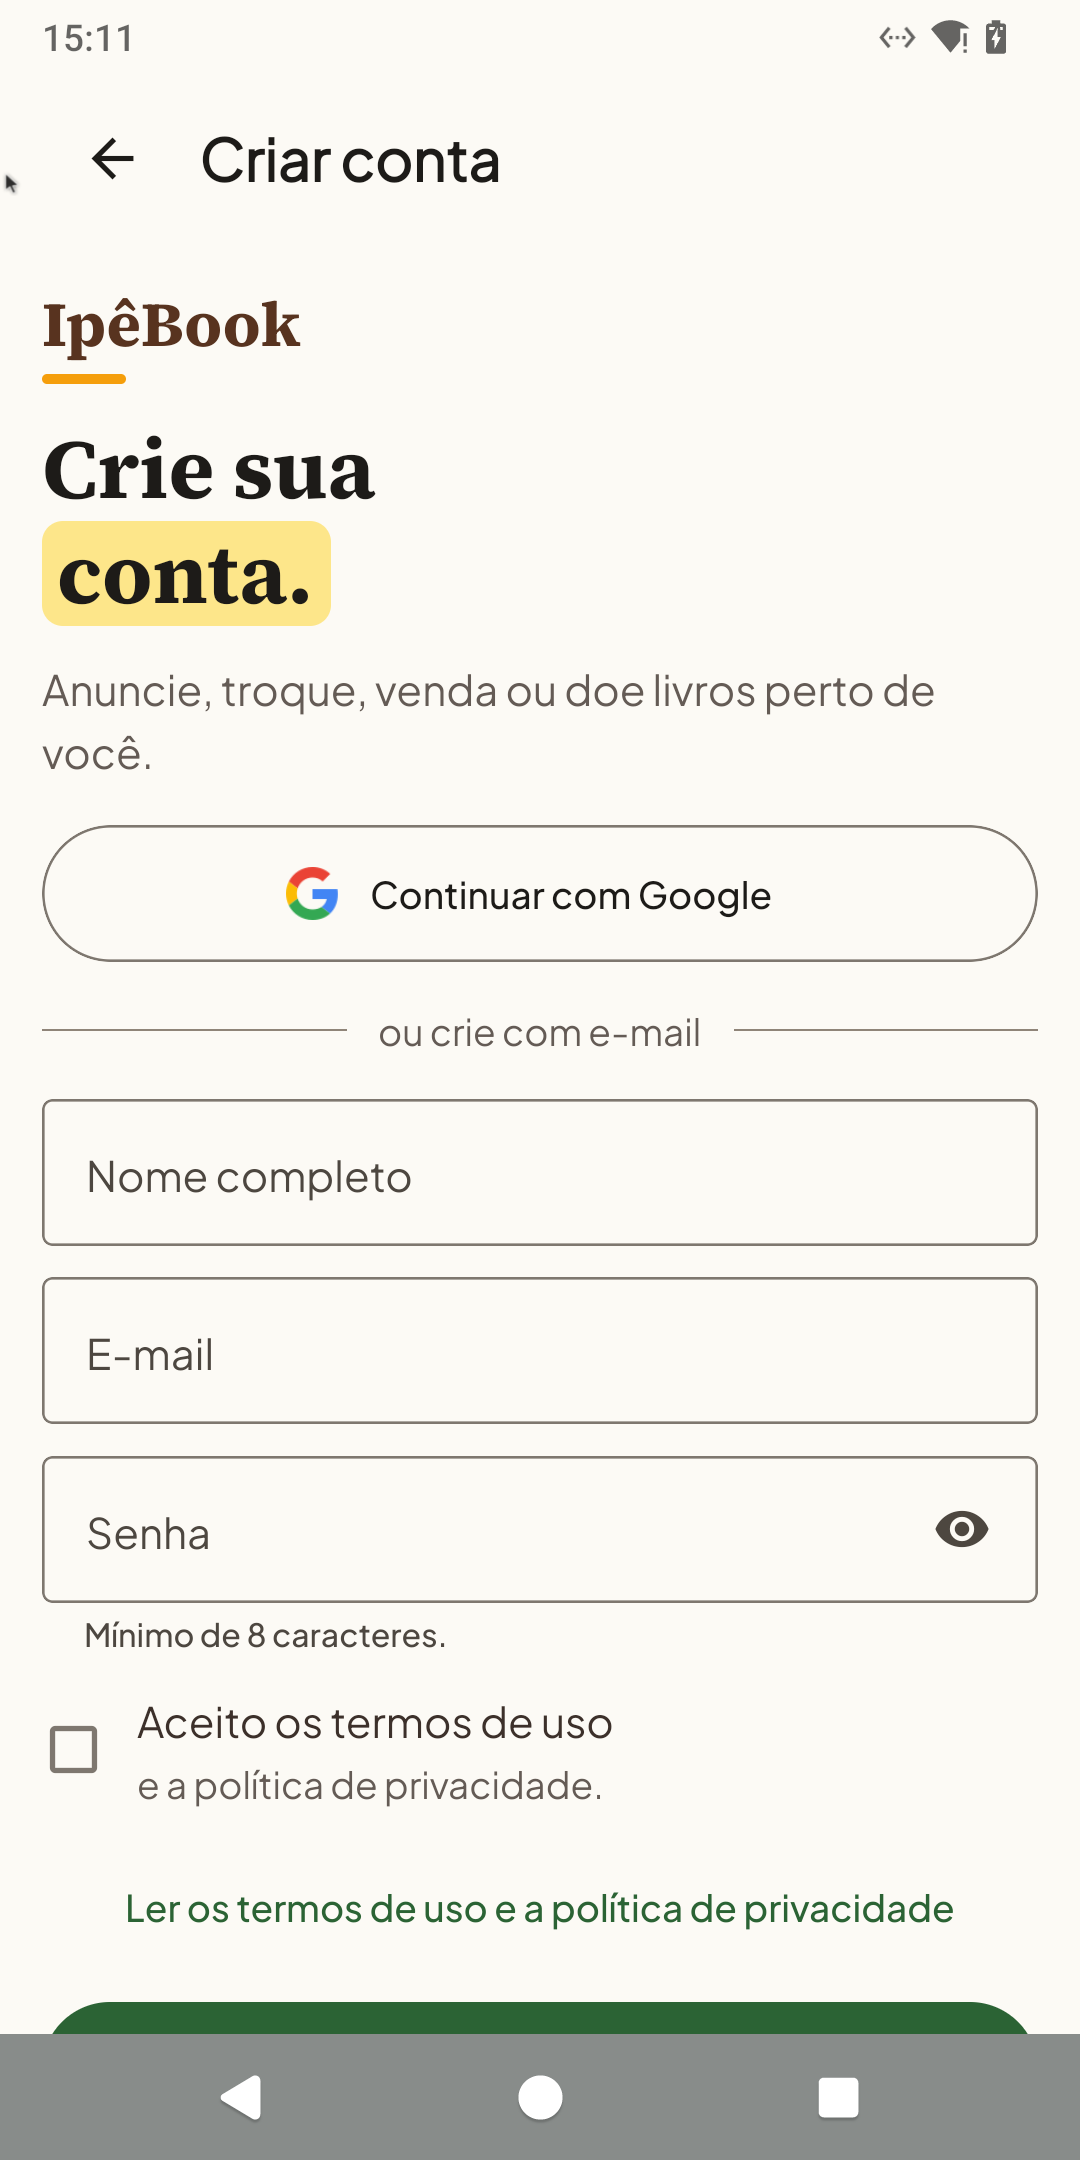 15:11
Criar conta
IpêBook
Crie sua
conta.
Anuncie, troque, venda ou doe livros perto de
você.
Continuar com Google
ou crie com e-mail
Nome completo
E-mail
Senha
Mínimo de 8 caracteres.
Aceito os termos de uso
e a política de privacidade.
Ler os termos de uso e a política de privacidade